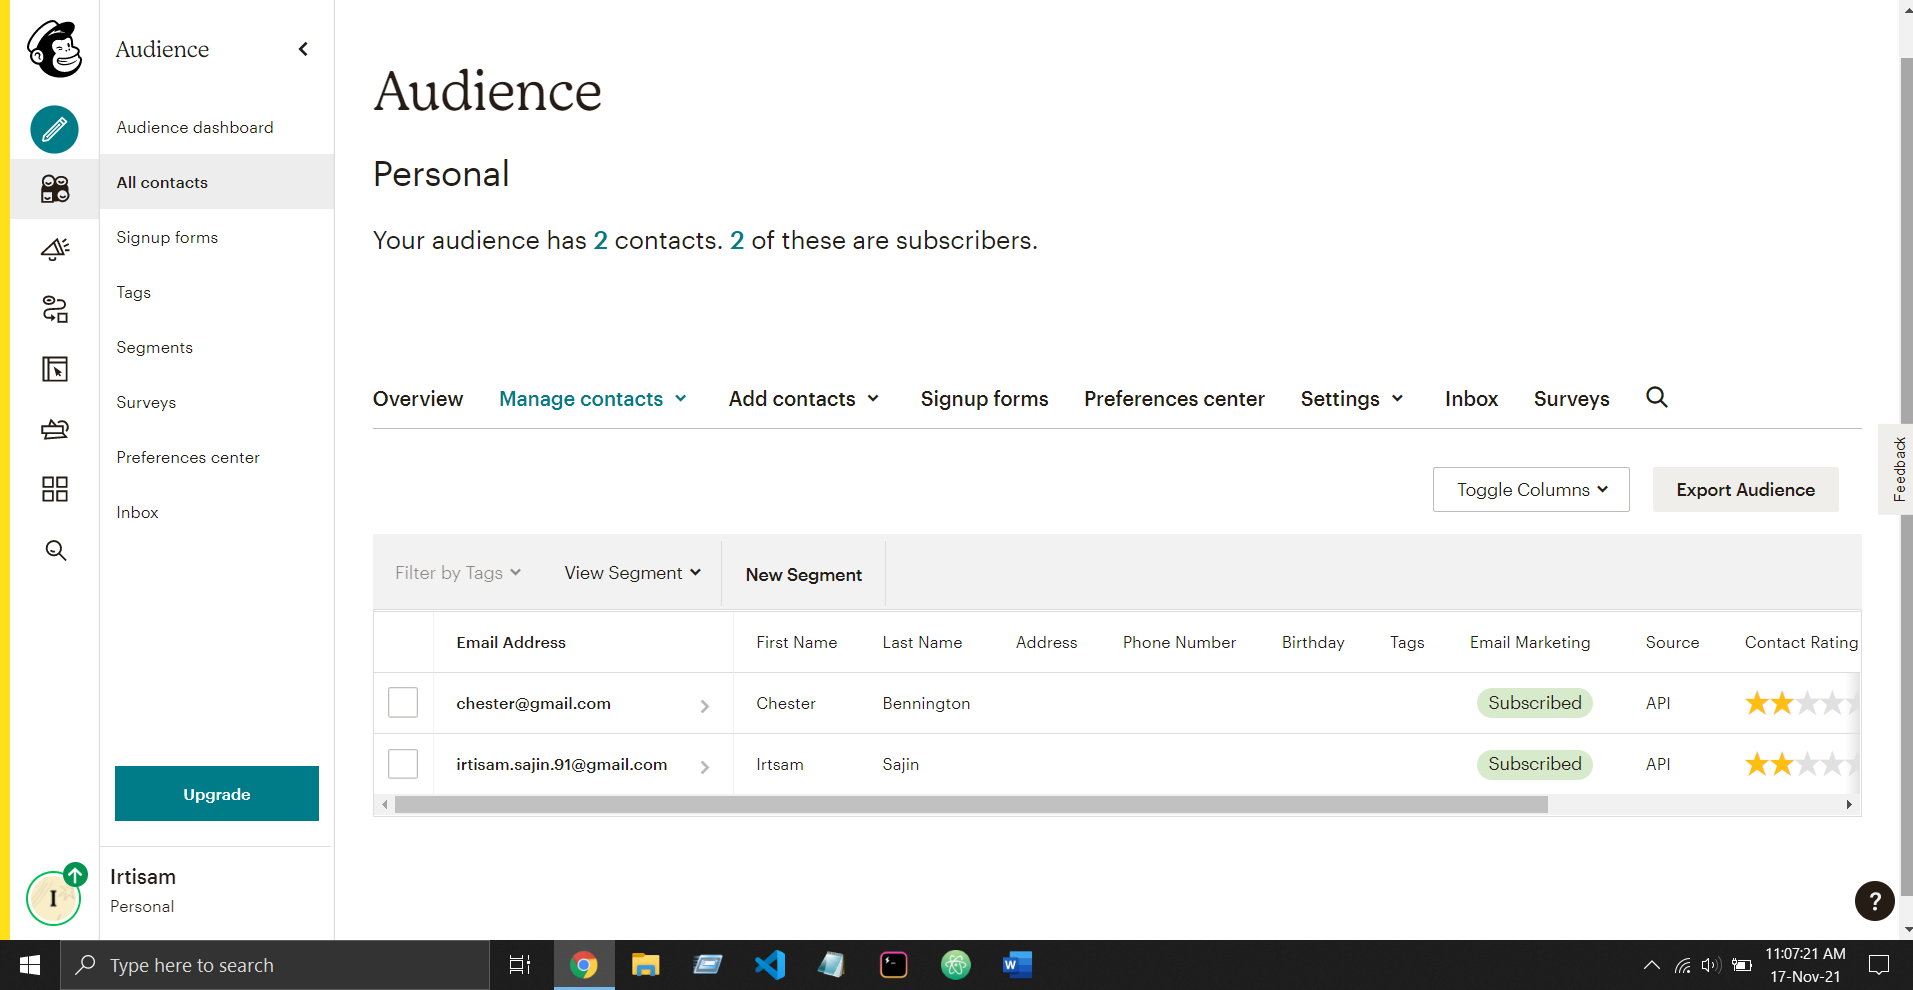 Audience
Audience dashboard
All contacts
Signup forms
Tags
Segments
Surveys
Preferences center
Inbox
Upgrade
I
Irtisam
Personal
Audience
Personal
Your audience has 2 contacts. 2 of these are subscribers.
Overview Manage contacts Add contacts Signup forms Preferences center Settings Inbox Surveys
Toggle Columns Export Audience
Filter by Tags View Segment New Segment
Email Address First Name Last Name Address Phone Number Birthday Tags Email Marketing Source Contact Rating
chester@gmail.com Chester Bennington Subscribed API
irtisam.sajin.91@gmail.com Irtsam Sajin Subscribed API
Feedback
?
Type here to search
11:07:21 AM
17-Nov-21